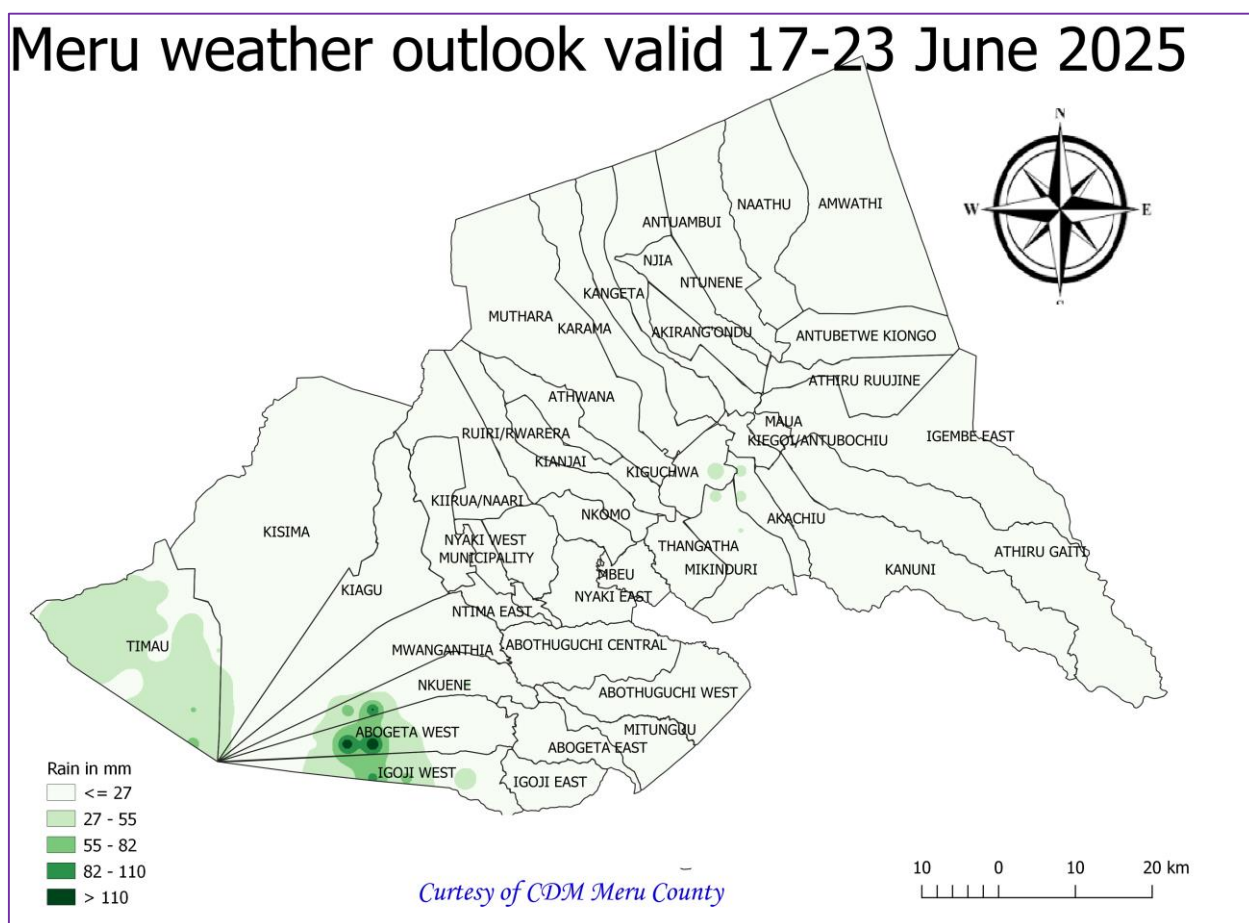 Meru weather outlook valid 17-23 June 2025
N
W
E
S
NAATHU
AMWATHI
ANTUAMBUI
NJIA
NTUNENE
KANGETA
MUTHARA
KARAMA
AKIRANG'ONDU
ANTUBETWE KIONGO
ATHIRU RUUJINE
ATHWANA
MAUA
RUIRI/RWARERA
KIEGOI/ANTUBOCHIU
IGEMBE EAST
KIANJAI
KIGUCHWA
KIIRUA/NAARI
NKOMO
AKACHIU
KISIMA
NYAKI WEST
MUNICIPALITY
THANGATHA
ATHIRU GAITI
MBEU
MIKINDURI
KANUNI
KIAGU
NYAKI EAST
NTIMA EAST
TIMAU
MWANGANTHIA
ABOTHUGUCHI CENTRAL
NKUENE
ABOTHUGUCHI WEST
ABOGETA WEST
MITUNGUU
ABOGETA EAST
IGOJI WEST
IGOJI EAST
Rain in mm
<= 27
27 - 55
55 - 82
82 - 110
> 110
Curtesy of CDM Meru County
10 0 10 20 km